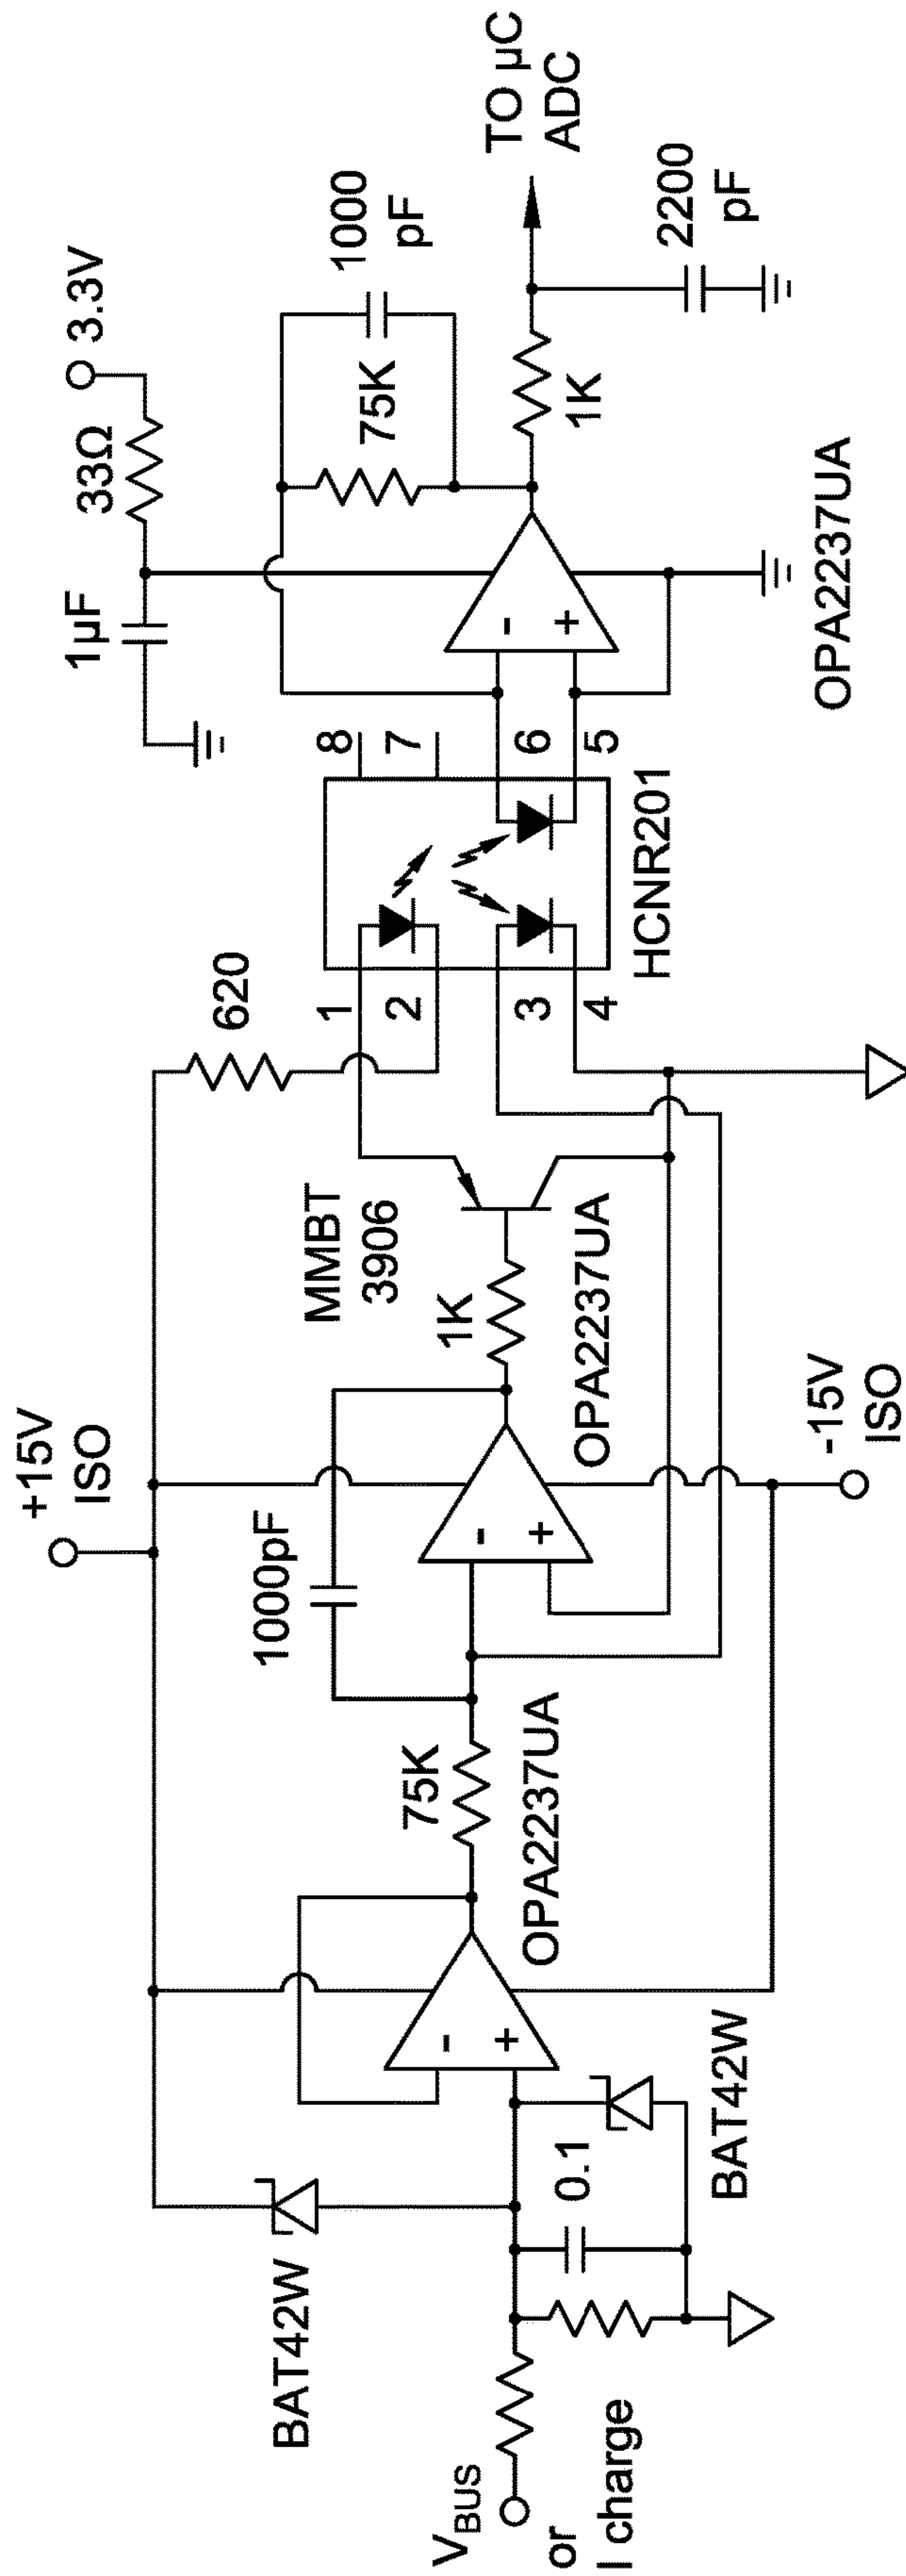 V BUS
or
I charge
BAT42W
0.1
BAT42W
-
+
OPA2237UA
75K
1000pF
+15V
ISO
-
+
OPA2237UA
-15V
ISO
1K
MMBT
3906
620
1
2
3
4
HCNR201
8
7
6
5
1µF
33Ω
3.3V
-
+
OPA2237UA
75K
1000
pF
1K
2200
pF
TO µC
ADC